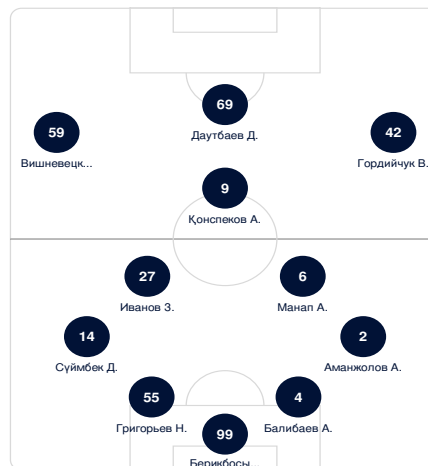 69
Даутбаев Д.
59
Вишневецк...
42
Гордийчук В.
9
Қонспеков А.
27
Иванов З.
6
Манап А.
14
Сүймбек Д.
2
Аманжолов А.
55
Григорьев Н.
4
Балибаев А.
99
Берикбосы...